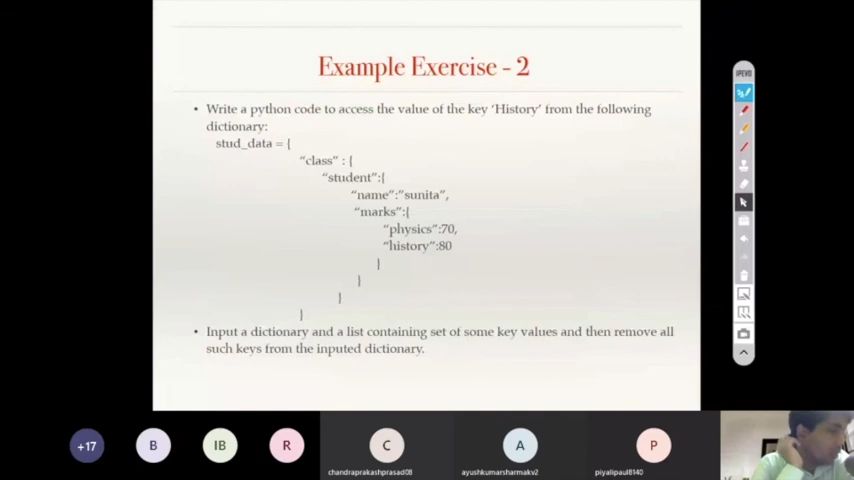 Example Exercise - 2
• Write a python code to access the value of the key ‘History’ from the following
dictionary:
stud_data = {
“class” : {
“student”:{
“name”:”sunita”,
“marks”:{
“physics”:70,
“history”:80
}
}
}
}
• Input a dictionary and a list containing set of some key values and then remove all
such keys from the inputed dictionary.
IPEVO
+17
B
IB
R
C
A
P
chandraprakashprasad08
ayushkumarsharmakv2
piyalipaul8140